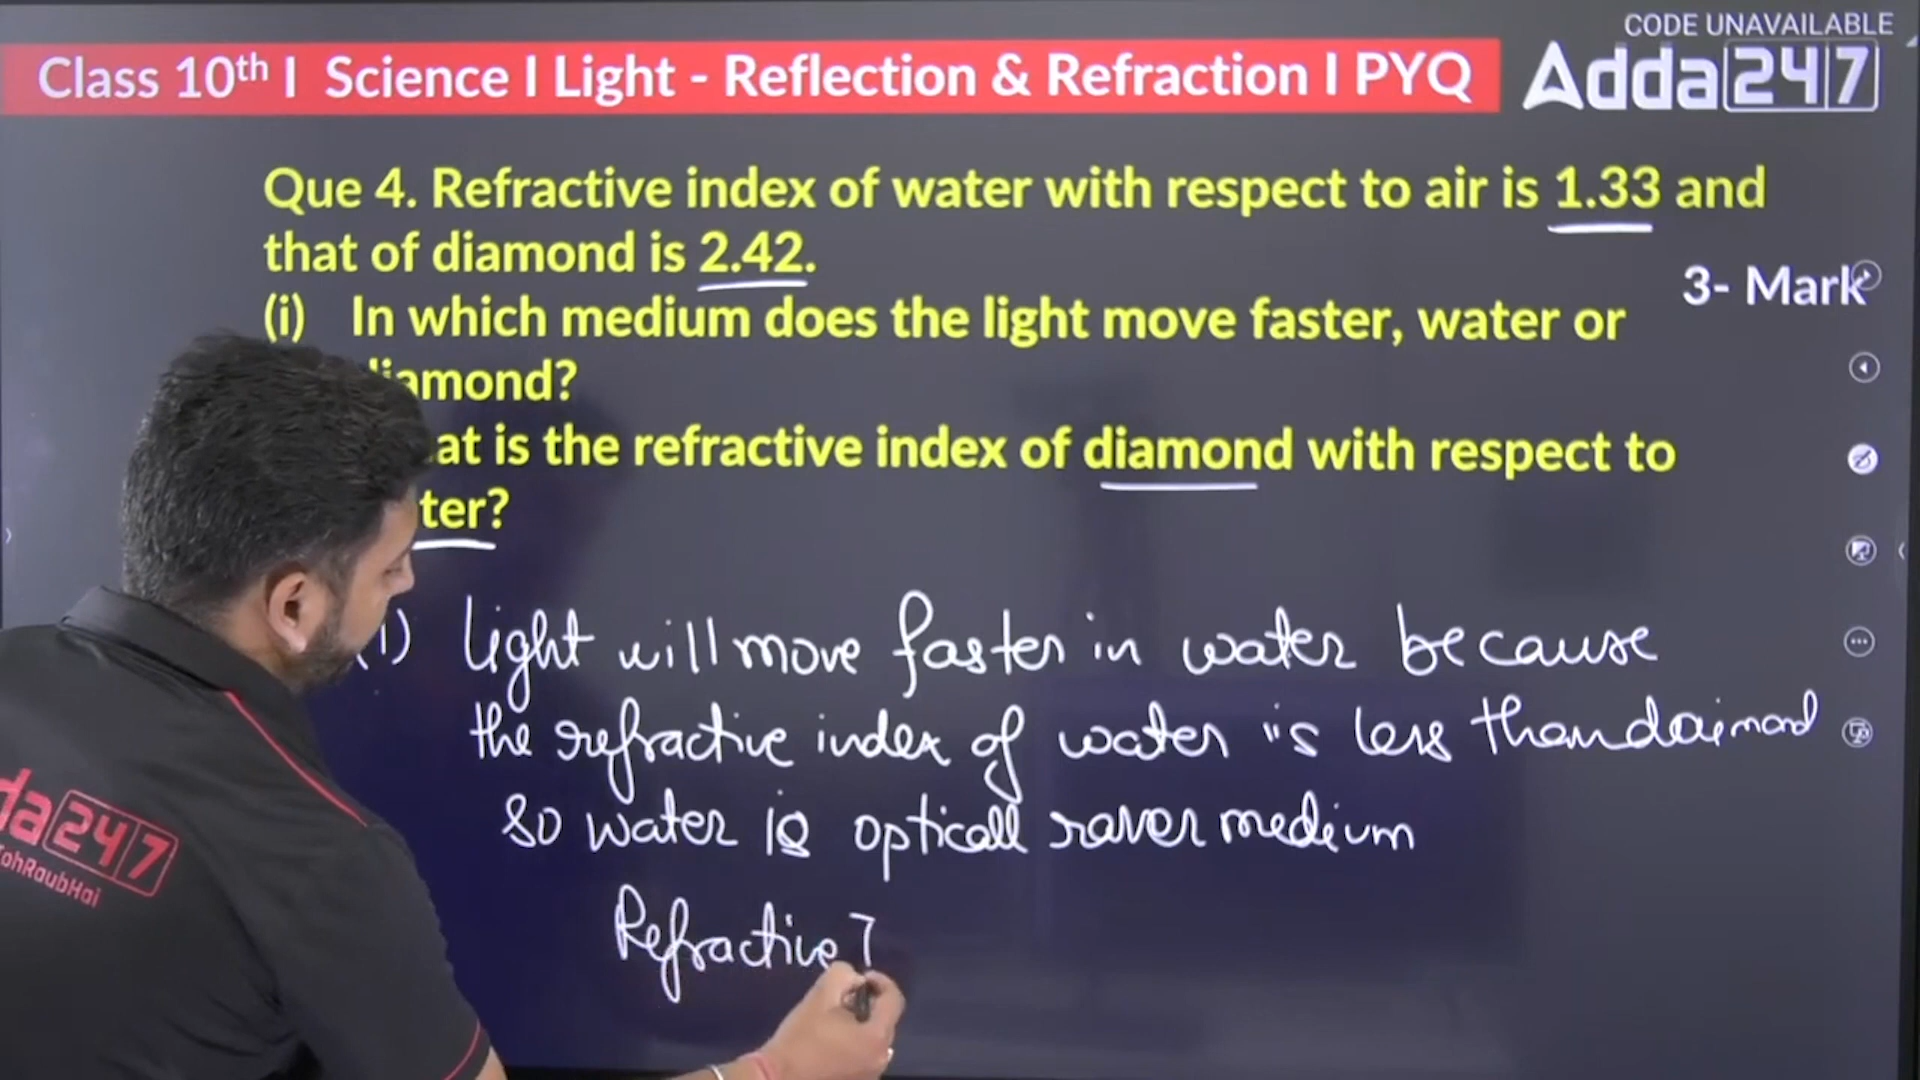 CODE UNAVAILABLE
Class 10th I Science I Light - Reflection & Refraction I PYQ
Adda247
Que 4. Refractive index of water with respect to air is 1.33 and
that of diamond is 2.42.
3- Mark
(i) In which medium does the light move faster, water or
diamond?
at is the refractive index of diamond with respect to
ter?
(i) Light will move faster in water because
the refractive index of water is less than daimond
so water is opticall rarer medium
Refractive I
da247